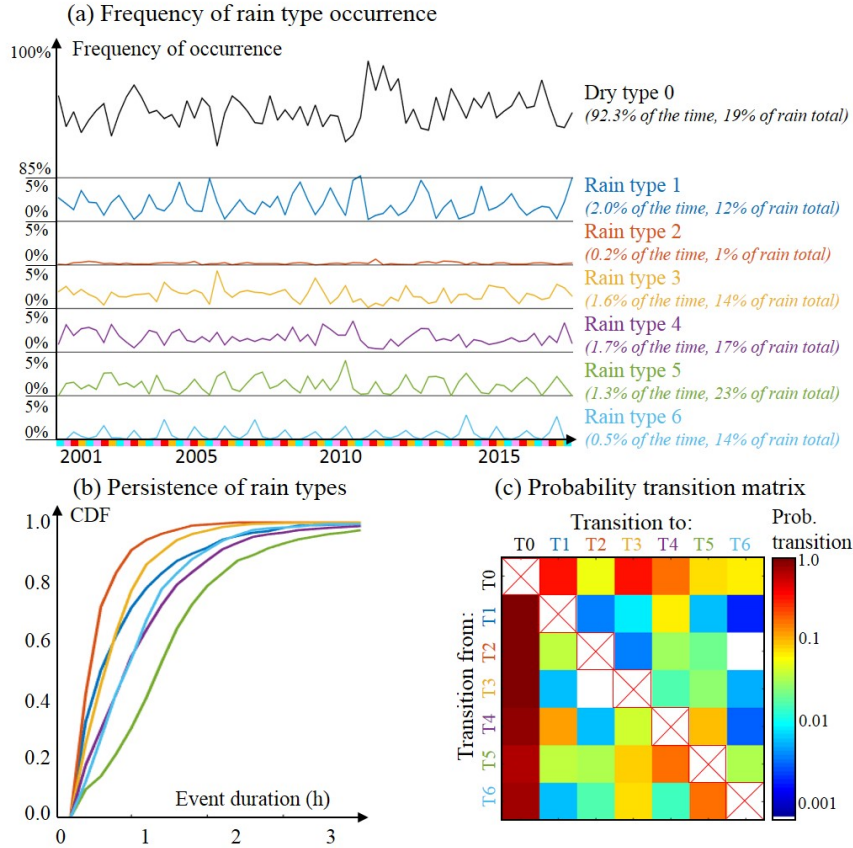 (a) Frequency of rain type occurrence
Frequency of occurrence
100%
85%
Dry type 0
(92.3% of the time, 19% of rain total)
5%
0%
Rain type 1
(2.0% of the time, 12% of rain total)
5%
0%
Rain type 2
(0.2% of the time, 1% of rain total)
5%
0%
Rain type 3
(1.6% of the time, 14% of rain total)
5%
0%
Rain type 4
(1.7% of the time, 17% of rain total)
5%
0%
Rain type 5
(1.3% of the time, 23% of rain total)
5%
0%
Rain type 6
(0.5% of the time, 14% of rain total)
2001 2005 2010 2015
(b) Persistence of rain types
CDF
1.0
0.8
0.6
0.4
0.2
0.0
Event duration (h)
0 1 2 3
(c) Probability transition matrix
Transition to:
T0 T1 T2 T3 T4 T5 T6
Transition from:
T0
T1
T2
T3
T4
T5
T6
Prob.
transition
1.0
0.1
0.01
0.001